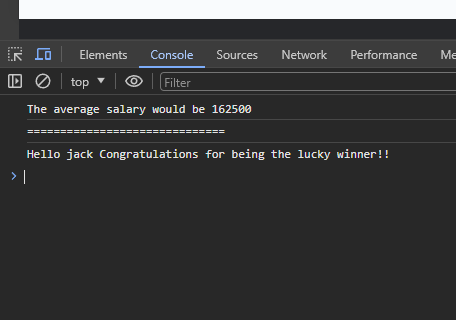 Elements Console Sources Network Performance Me
top Filter
The average salary would be 162500
==============================
Hello jack Congratulations for being the lucky winner!!
>